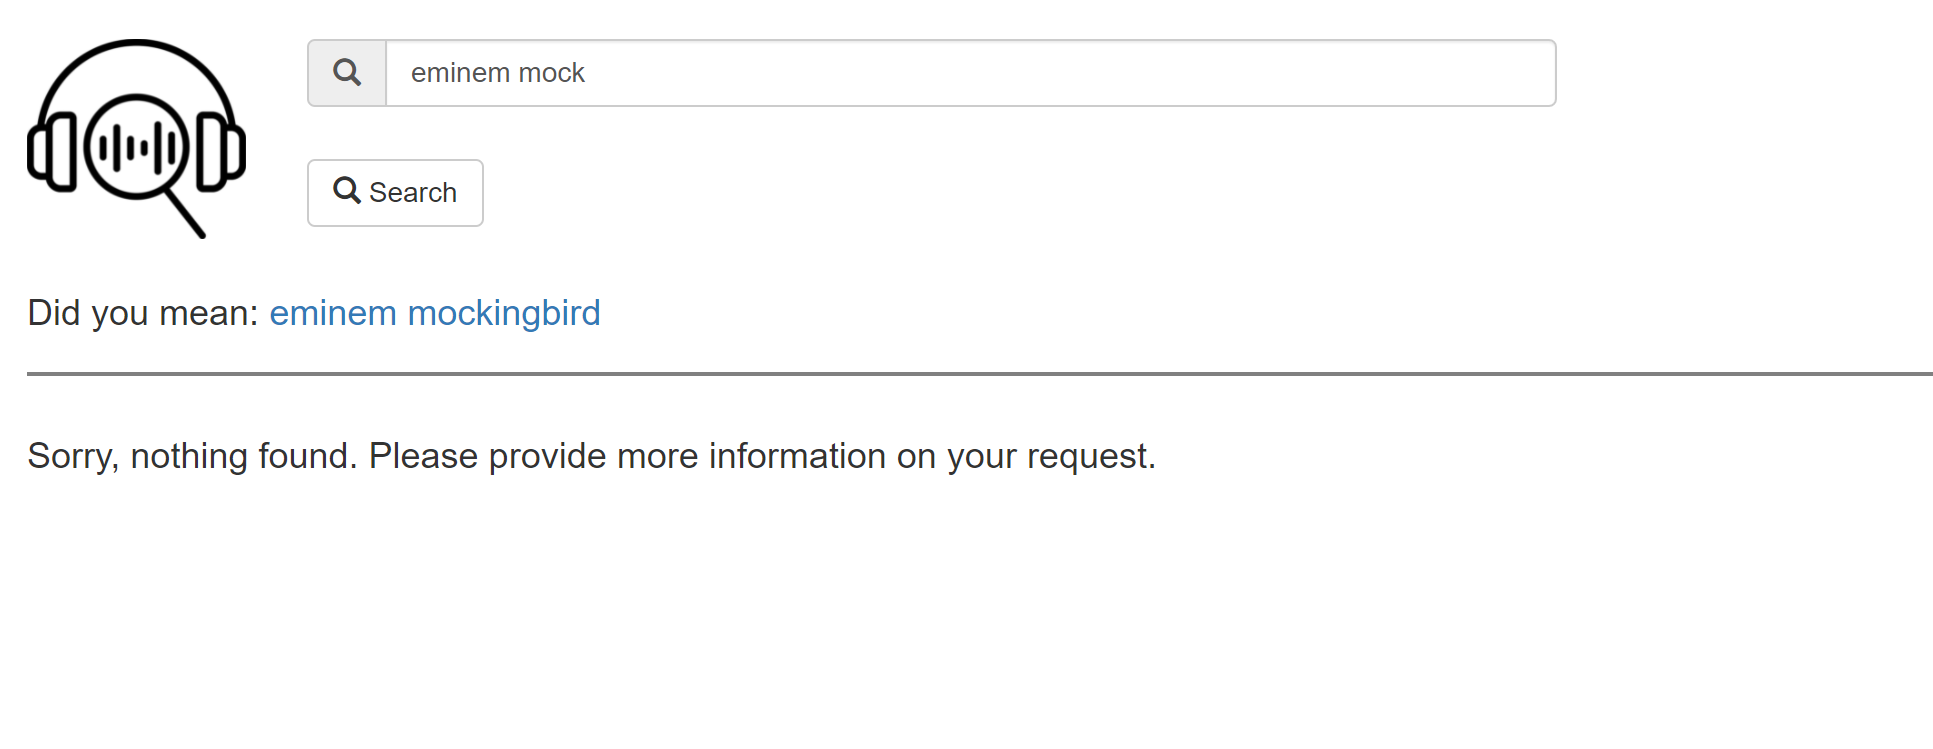 eminem mock
Search
Did you mean: eminem mockingbird
Sorry, nothing found. Please provide more information on your request.